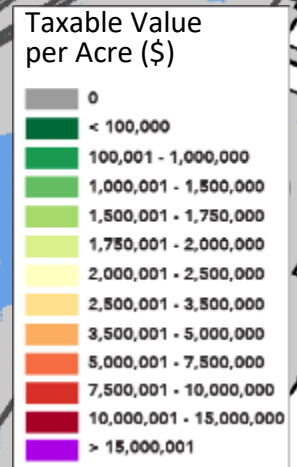 Taxable Value
per Acre ($)
0
< 100,000
100,001 - 1,000,000
1,000,001 - 1,500,000
1,500,001 - 1,750,000
1,750,001 - 2,000,000
2,000,001 - 2,500,000
2,500,001 - 3,500,000
3,500,001 - 5,000,000
5,000,001 - 7,500,000
7,500,001 - 10,000,000
10,000,001 - 15,000,000
> 15,000,001